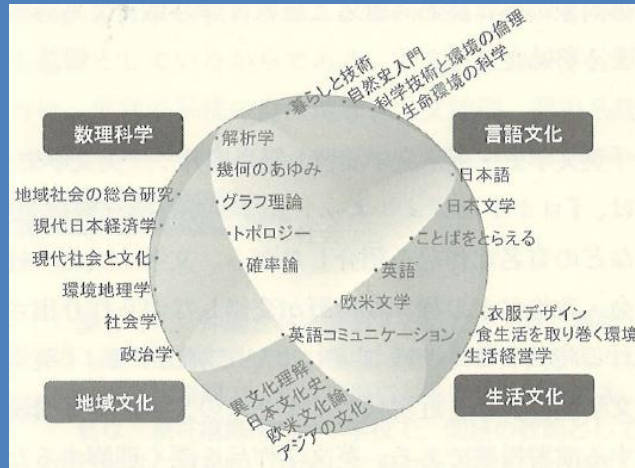 暮らしと技術
自然史入門
科学技術と環境の倫理
生命環境の科学
数理科学
・解析学
・幾何のあゆみ
・グラフ理論
・トポロジー
・確率論
言語文化
・日本語
・日本文学
・ことばをとらえる
・英語
・欧米文学
・英語コミュニケーション
地域社会の総合研究・
現代日本経済学・
現代社会と文化・
環境地理学・
社会学・
政治学・
地域文化
異文化理解
日本文化史
欧米文化論
アジアの文化・
・衣服デザイン
・食生活を取り巻く環境
・生活経営学
生活文化